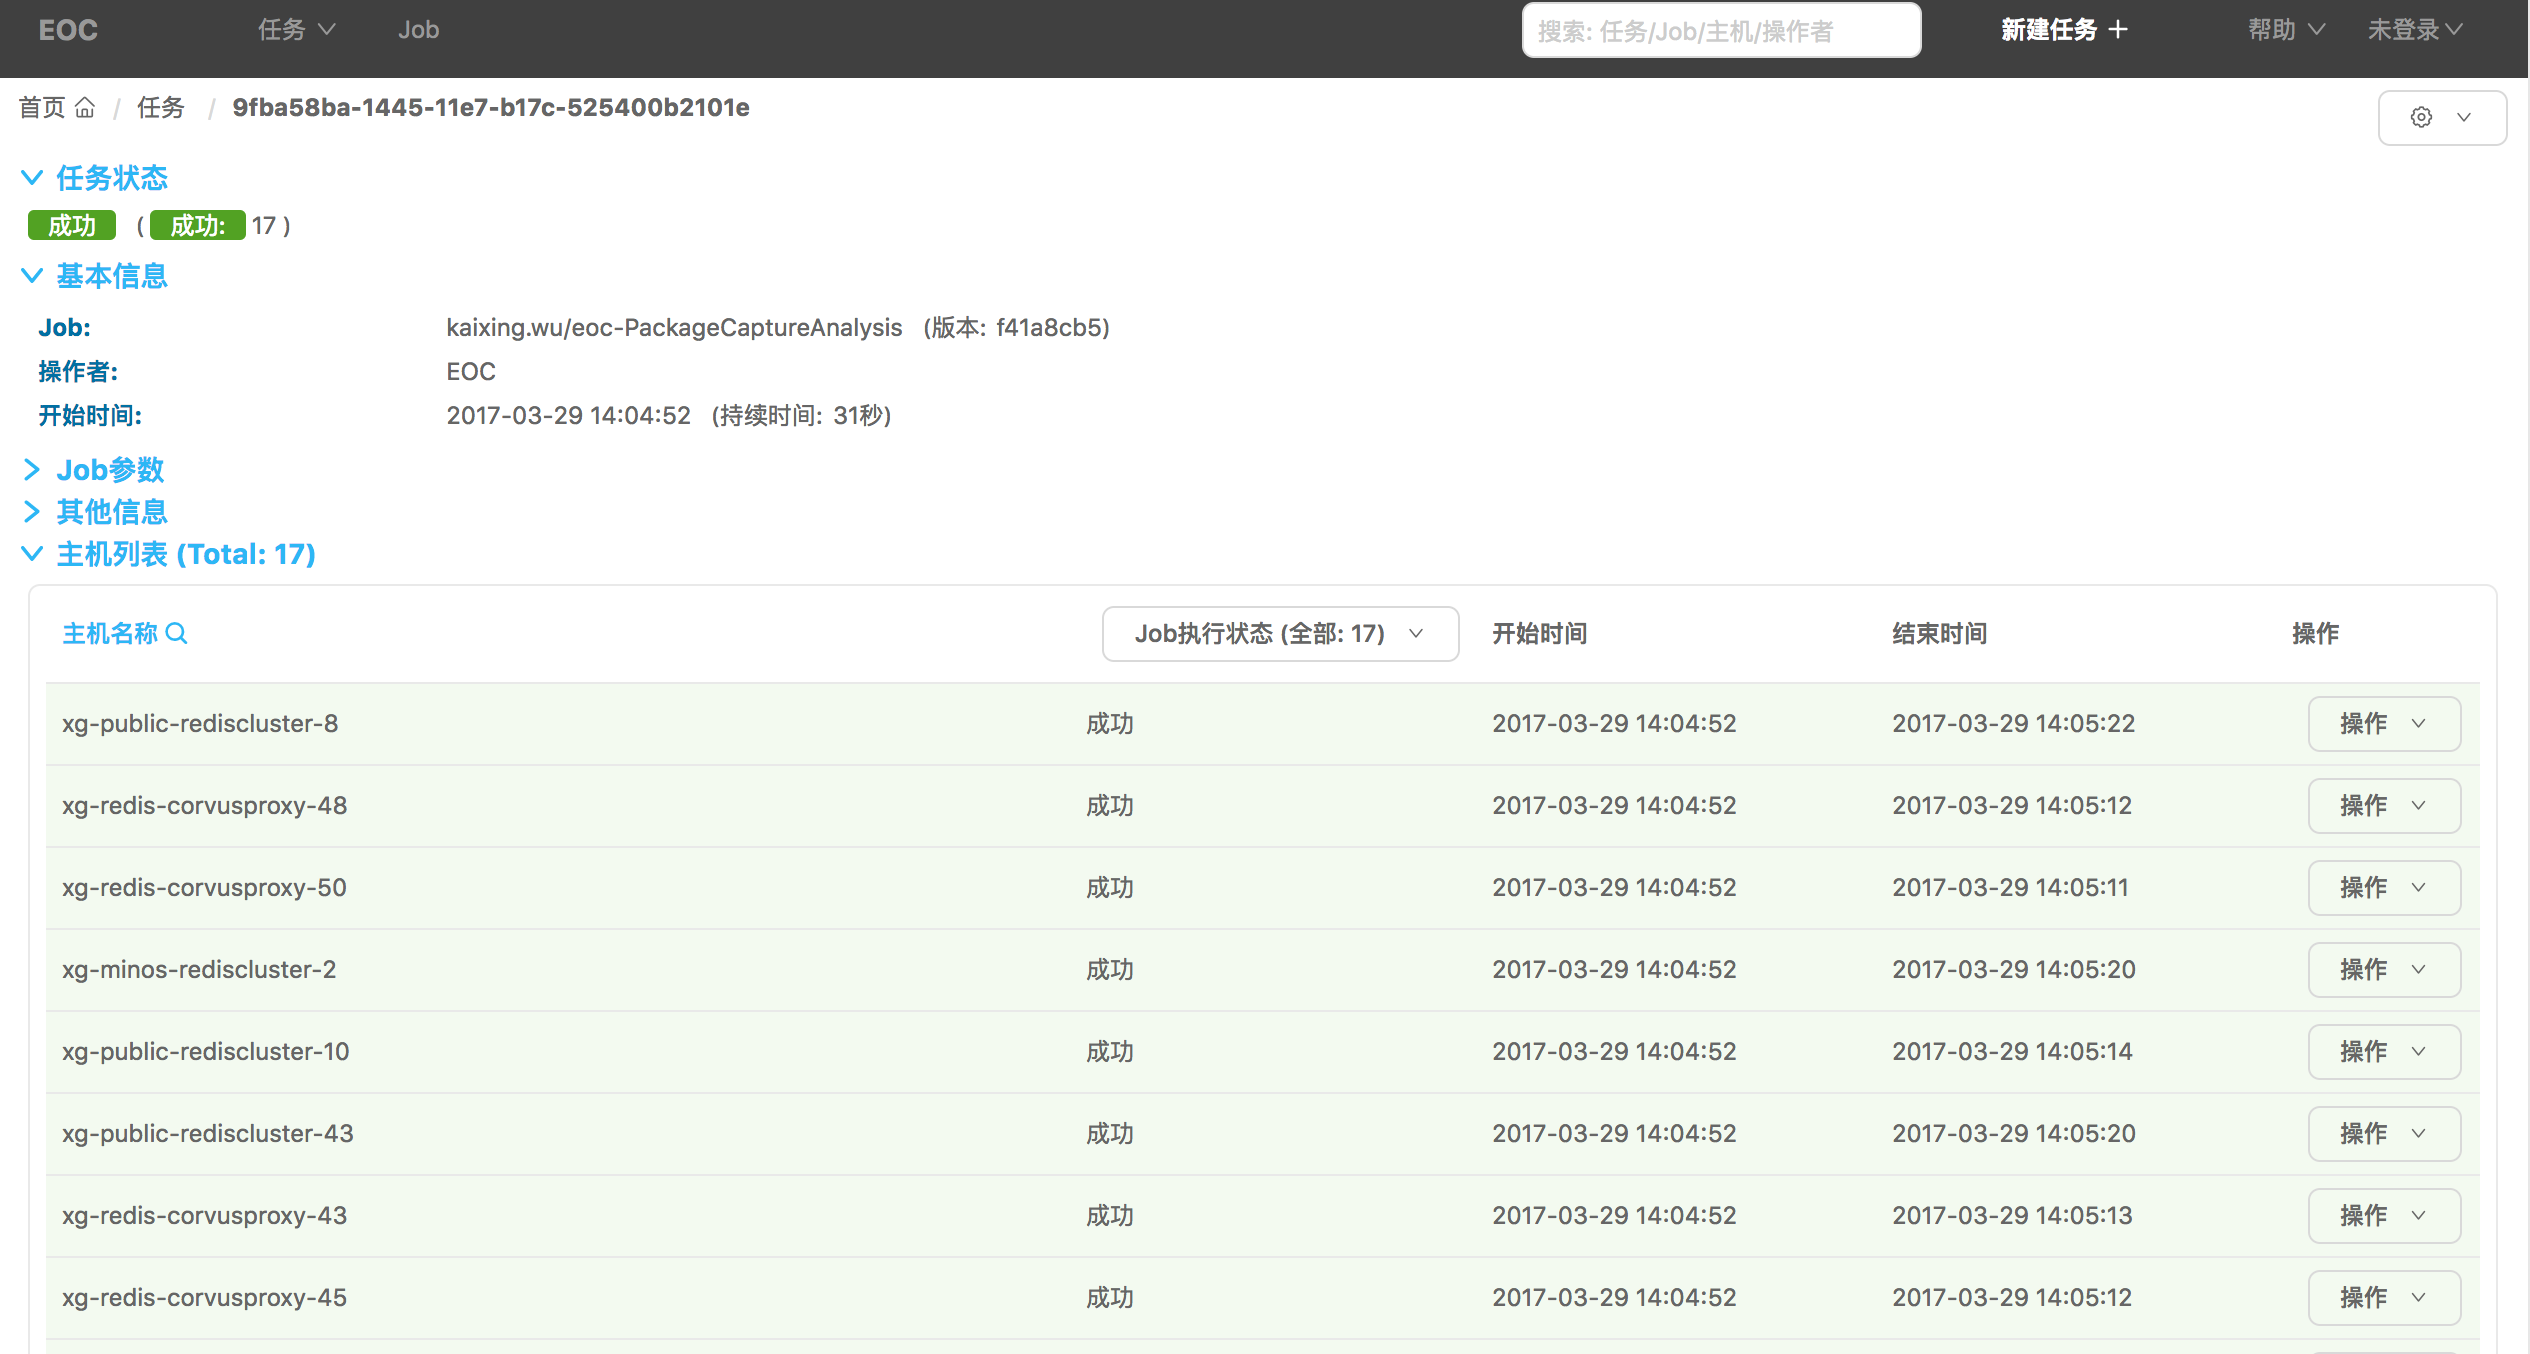 EOC 任务 Job 搜索: 任务/Job/主机/操作者 新建任务 + 帮助 未登录
首页 / 任务 / 9fba58ba-1445-11e7-b17c-525400b2101e
任务状态
成功 ( 成功: 17 )
基本信息
Job: kaixing.wu/eoc-PackageCaptureAnalysis (版本: f41a8cb5)
操作者: EOC
开始时间: 2017-03-29 14:04:52 (持续时间: 31秒)
Job参数
其他信息
主机列表 (Total: 17)
主机名称 Job执行状态 (全部: 17) 开始时间 结束时间 操作
xg-public-rediscluster-8 成功 2017-03-29 14:04:52 2017-03-29 14:05:22 操作
xg-redis-corvusproxy-48 成功 2017-03-29 14:04:52 2017-03-29 14:05:12 操作
xg-redis-corvusproxy-50 成功 2017-03-29 14:04:52 2017-03-29 14:05:11 操作
xg-minos-rediscluster-2 成功 2017-03-29 14:04:52 2017-03-29 14:05:20 操作
xg-public-rediscluster-10 成功 2017-03-29 14:04:52 2017-03-29 14:05:14 操作
xg-public-rediscluster-43 成功 2017-03-29 14:04:52 2017-03-29 14:05:20 操作
xg-redis-corvusproxy-43 成功 2017-03-29 14:04:52 2017-03-29 14:05:13 操作
xg-redis-corvusproxy-45 成功 2017-03-29 14:04:52 2017-03-29 14:05:12 操作